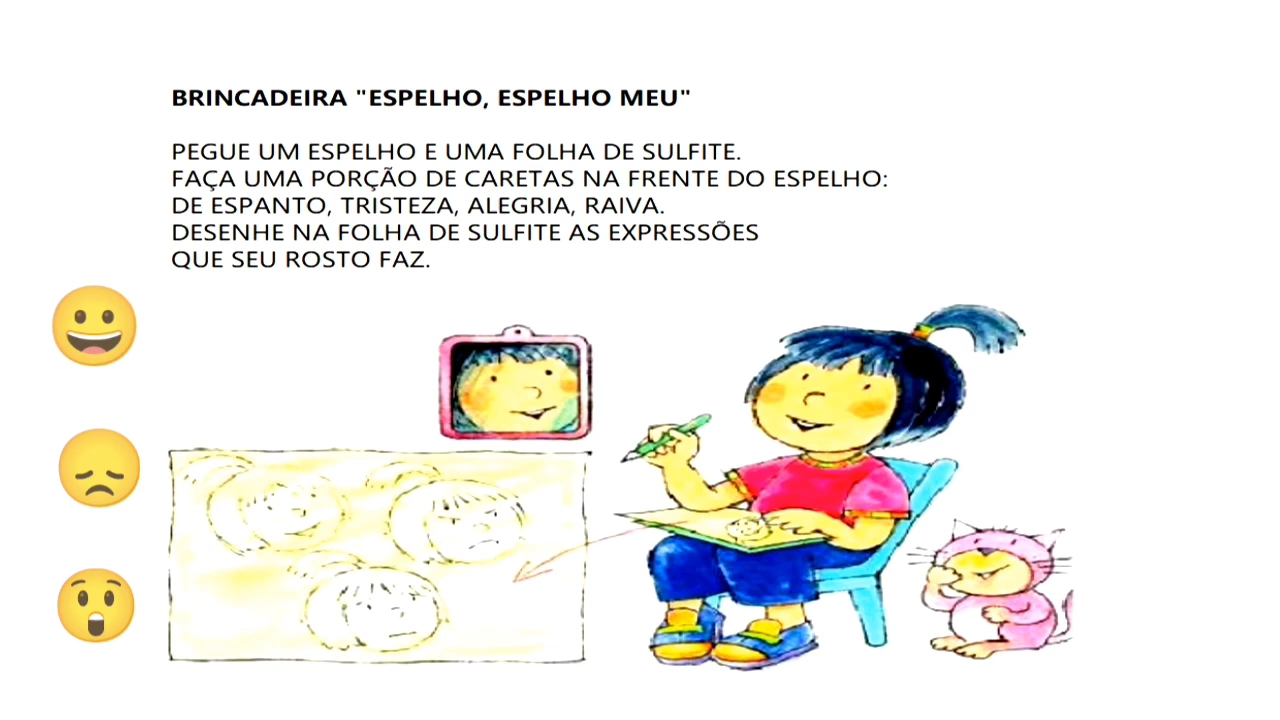 BRINCADEIRA "ESPELHO, ESPELHO MEU"
PEGUE UM ESPELHO E UMA FOLHA DE SULFITE.
FAÇA UMA PORÇÃO DE CARETAS NA FRENTE DO ESPELHO:
DE ESPANTO, TRISTEZA, ALEGRIA, RAIVA.
DESENHE NA FOLHA DE SULFITE AS EXPRESSÕES
QUE SEU ROSTO FAZ.